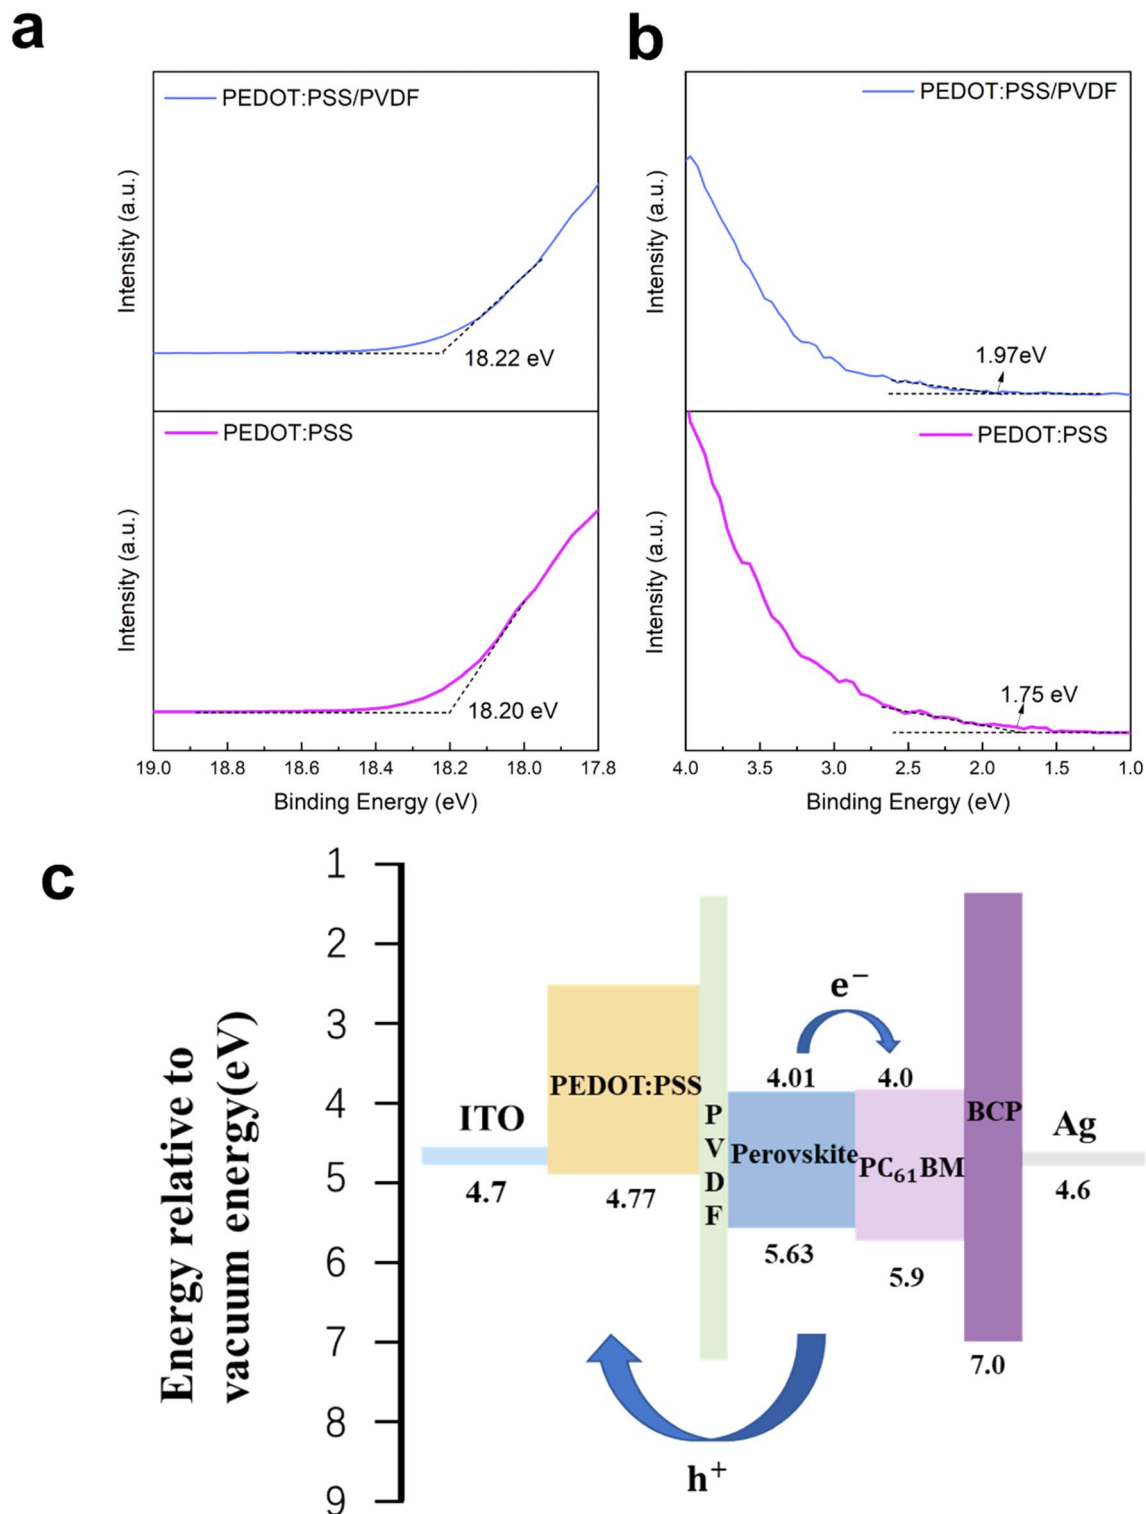 a
PEDOT:PSS/PVDF
Intensity (a.u.)
18.22 eV
PEDOT:PSS
Intensity (a.u.)
18.20 eV
19.0 18.8 18.6 18.4 18.2 18.0 17.8
Binding Energy (eV)
b
PEDOT:PSS/PVDF
Intensity (a.u.)
1.97eV
PEDOT:PSS
Intensity (a.u.)
1.75 eV
4.0 3.5 3.0 2.5 2.0 1.5 1.0
Binding Energy (eV)
c
Energy relative to
vacuum energy(eV)
1
2
3
4
5
6
7
8
9
ITO
4.7
PEDOT:PSS
4.77
PVDF
e⁻
4.01
Perovskite
5.63
4.0
PC₆₁BM
5.9
BCP
7.0
Ag
4.6
h⁺